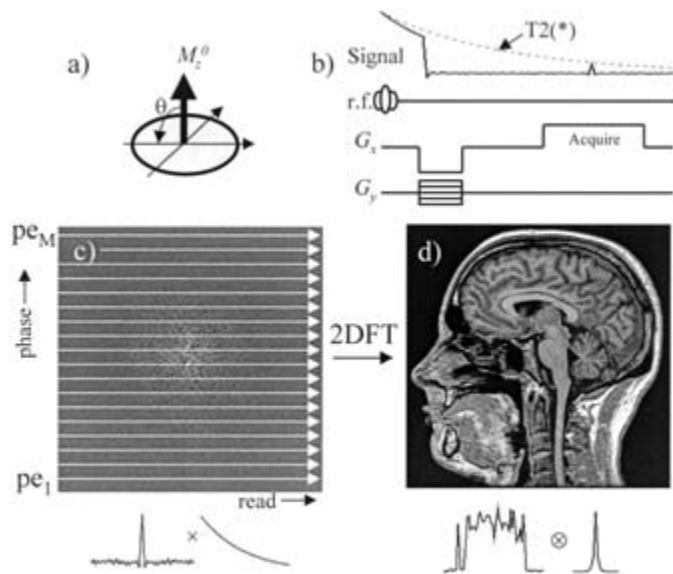 a)
M_z^0
θ
b)
T2(*)
Signal
r.f.
G_x
Acquire
G_y
pe_M
c)
phase
pe_1
read
2DFT
d)
×
⊗